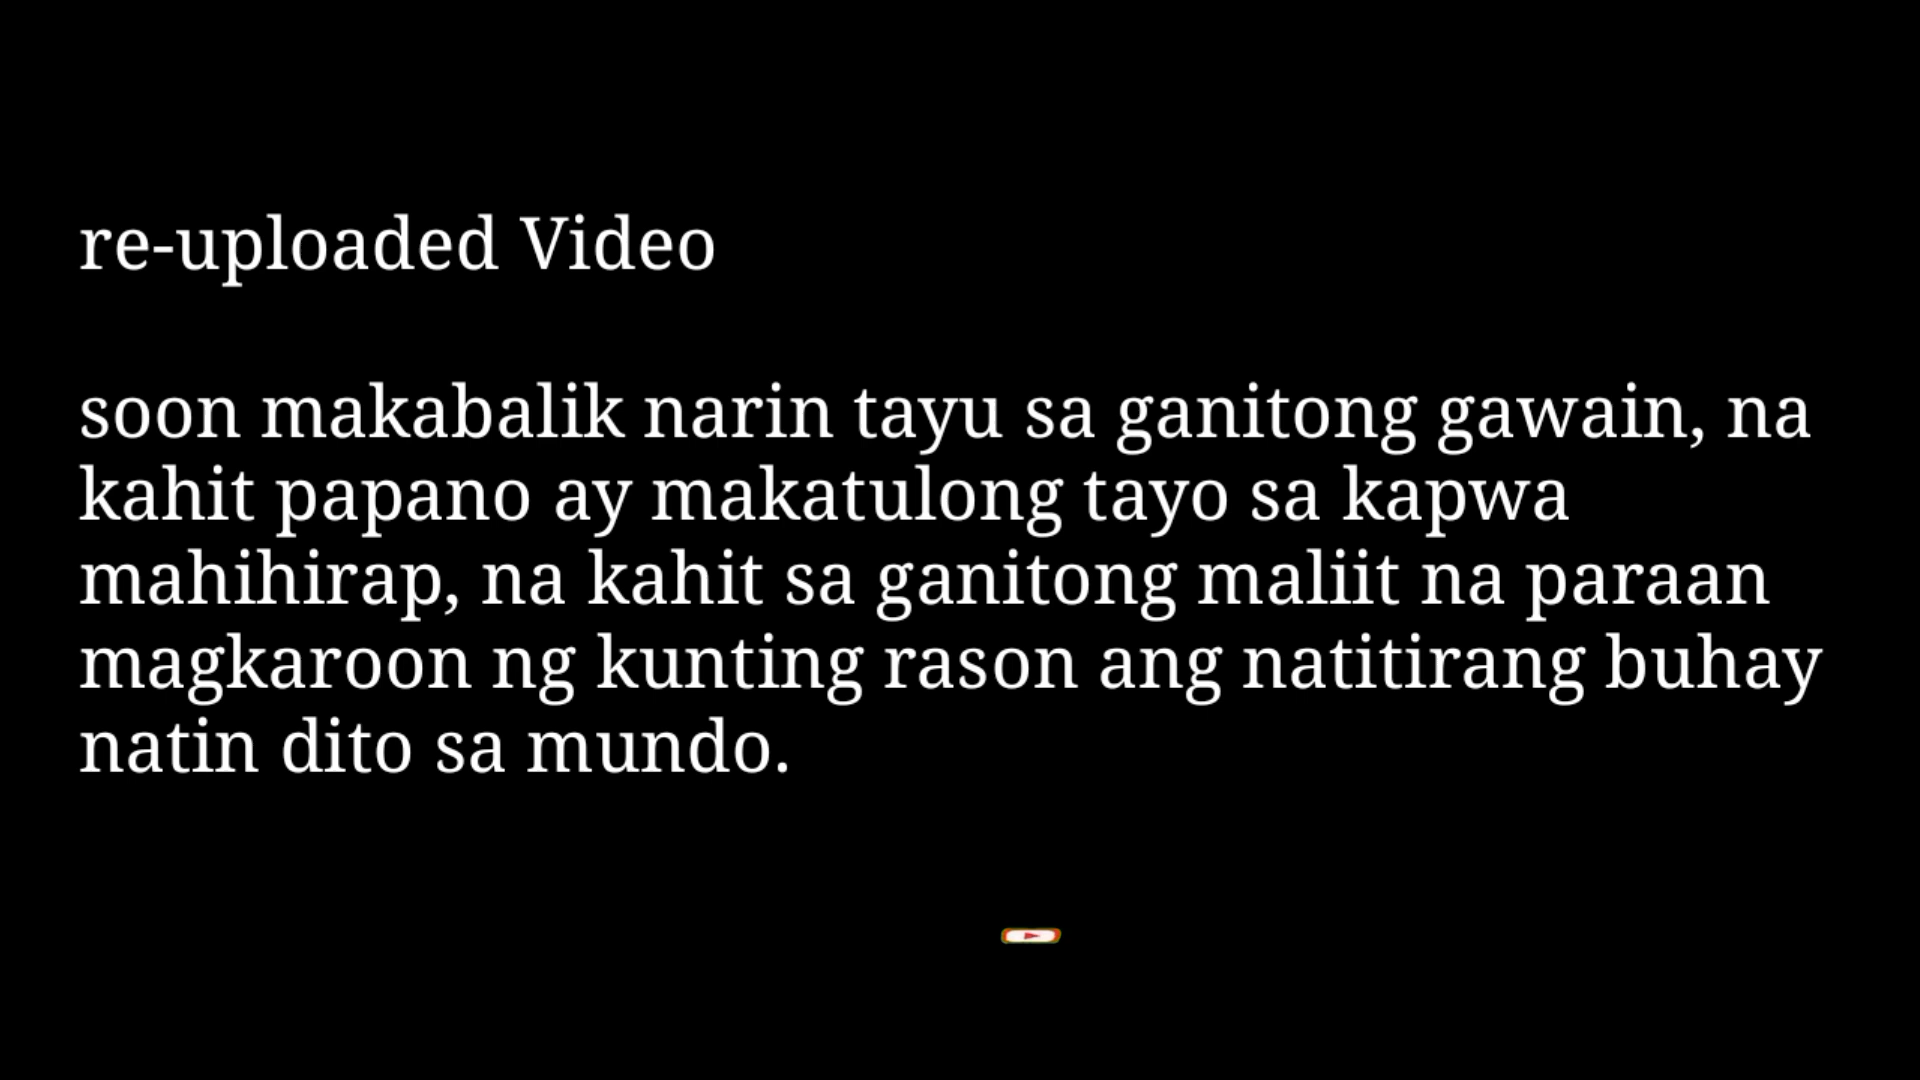 re-uploaded Video
soon makabalik narin tayu sa ganitong gawain, na
kahit papano ay makatulong tayo sa kapwa
mahihirap, na kahit sa ganitong maliit na paraan
magkaroon ng kunting rason ang natitirang buhay
natin dito sa mundo.